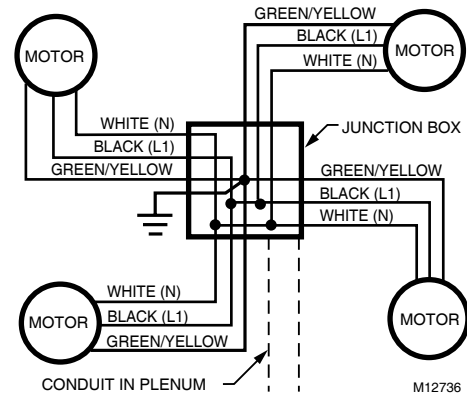 GREEN/YELLOW
BLACK (L1)
WHITE (N)
MOTOR
MOTOR
WHITE (N)
BLACK (L1)
GREEN/YELLOW
JUNCTION BOX
GREEN/YELLOW
BLACK (L1)
WHITE (N)
WHITE (N)
BLACK (L1)
GREEN/YELLOW
MOTOR
MOTOR
CONDUIT IN PLENUM
M12736